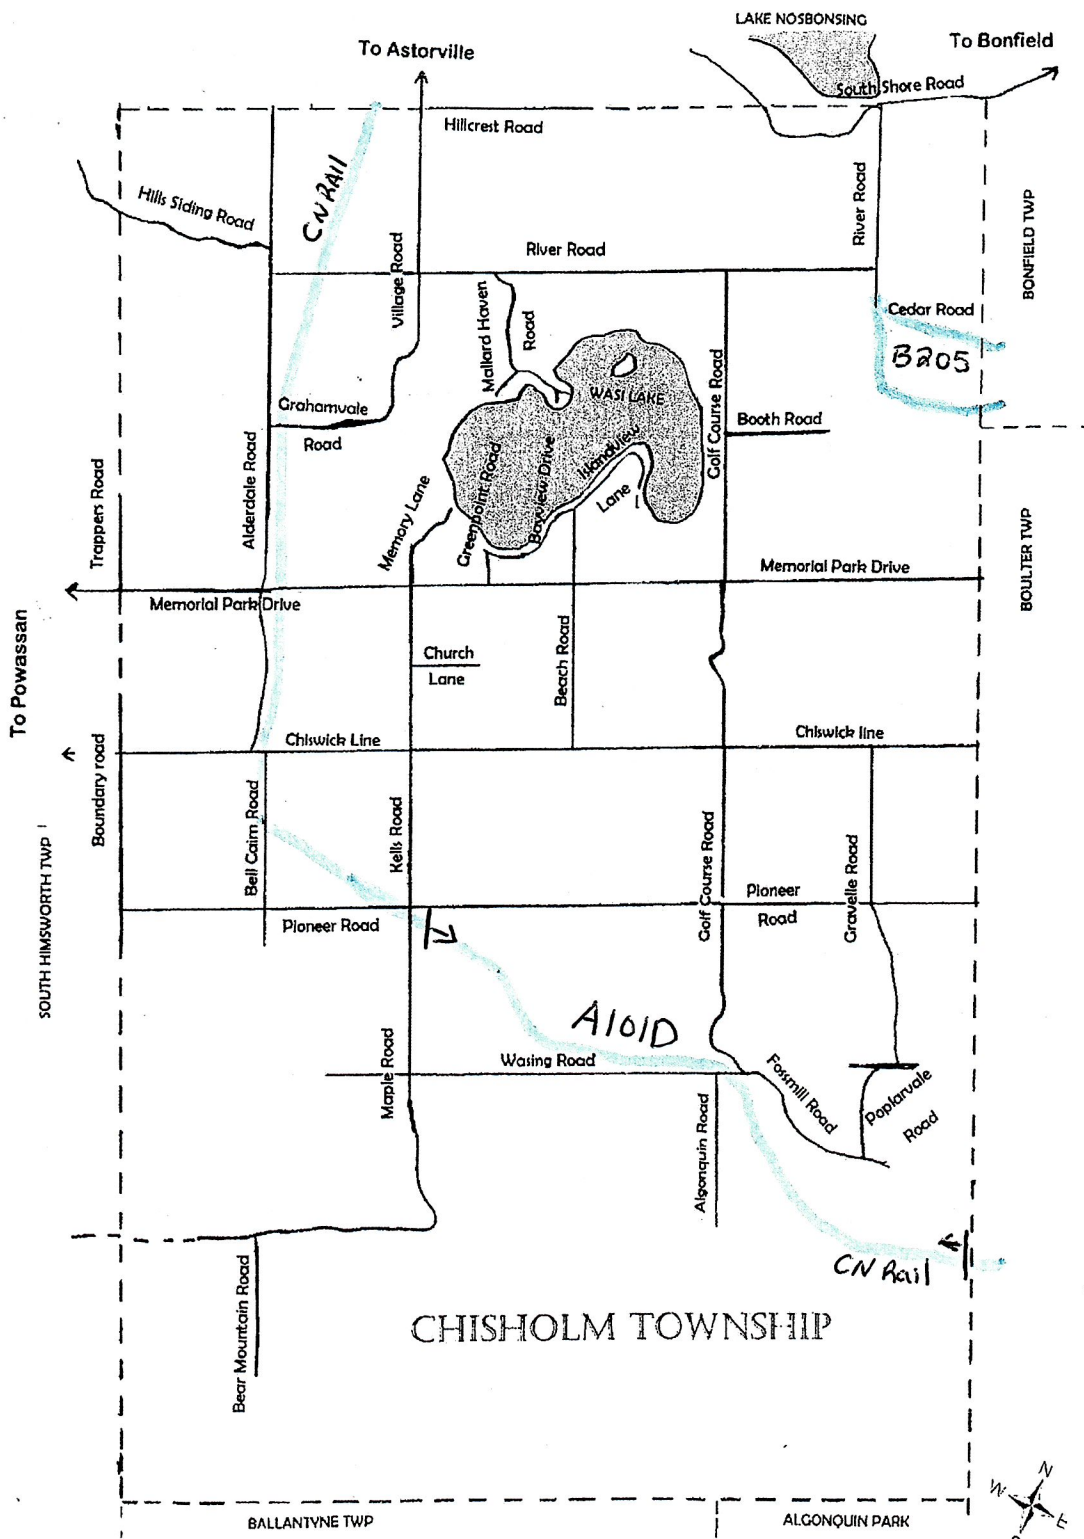 LAKE NOSBONSING
To Astorville
To Bonfield
South Shore Road
Hillcrest Road
CN RAIL
Hills Siding Road
River Road
River Road
Village Road
BONFIELD TWP
Mallard Haven
Road
Cedar Road
B205
WASI LAKE
Grahamvale
Road
Golf Course Road
Booth Road
Alderdale Road
Trappers Road
Memory Lane
Greenpoint Road
Bayview Drive
Islandview
Lane
BOULTER TWP
Memorial Park Drive
Memorial Park Drive
To Powassan
Church
Lane
Beach Road
Chiswick Line
Chiswick line
Boundary road
SOUTH HIMSWORTH TWP
Bell Cairn Road
Kells Road
Golf Course Road
Gravelle Road
Pioneer
Road
Pioneer Road
A101D
Wasing Road
Maple Road
Fossmill Road
Poplarvale
Road
Algonquin Road
CN Rail
Bear Mountain Road
CHISHOLM TOWNSHIP
BALLANTYNE TWP
ALGONQUIN PARK
N
W
E
S